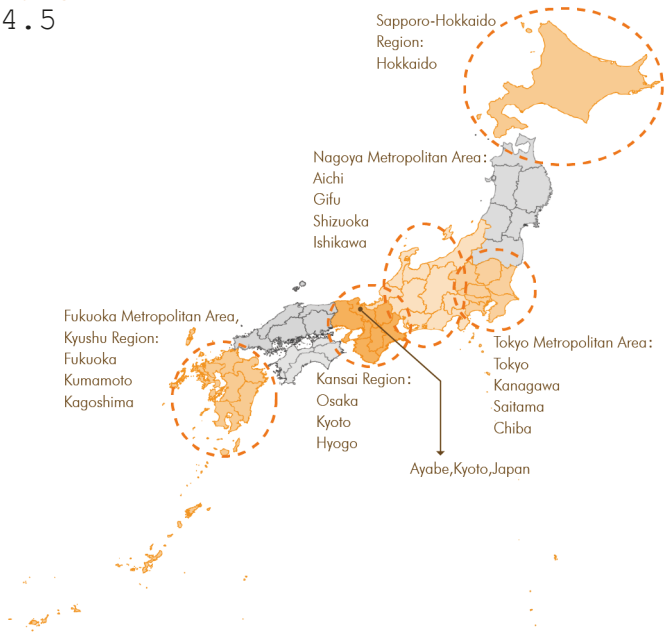 4.5
Sapporo-Hokkaido
Region:
Hokkaido
Nagoya Metropolitan Area:
Aichi
Gifu
Shizuoka
Ishikawa
Fukuoka Metropolitan Area,
Kyushu Region:
Fukuoka
Kumamoto
Kagoshima
Kansai Region:
Osaka
Kyoto
Hyogo
Tokyo Metropolitan Area:
Tokyo
Kanagawa
Saitama
Chiba
Ayabe,Kyoto,Japan